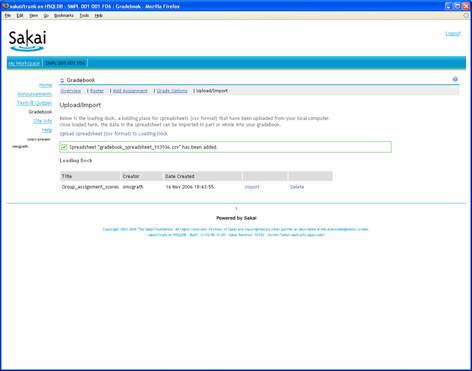 sakai/trunk on HSQLDB : SMPL 001 001 F06 : Gradebook - Mozilla Firefox
File Edit View Go Bookmarks Tools Help
Sakai
Logout
My Workspace SMPL 001 001 F06
Gradebook
Home
Announcements
Tests & Quizzes
Gradebook
Site Info
Help
Users present:
omcgrath
Overview | Roster | Add Assignment | Grade Options | Upload/Import
Upload/Import
Below is the loading dock, a holding place for spreadsheets (csv format) that have been uploaded from your local computer.
Once loaded here, the data in the spreadsheet can be imported in part or whole into your gradebook.
Upload spreadsheet (csv format) to Loading Dock
Spreadsheet "gradebook_spreadsheet_110106.csv" has been added.
Loading Dock
Title Creator Date Created
Group_assignment_scores omcgrath 14 Nov 2006 18:43:55 Import Delete
Powered by Sakai